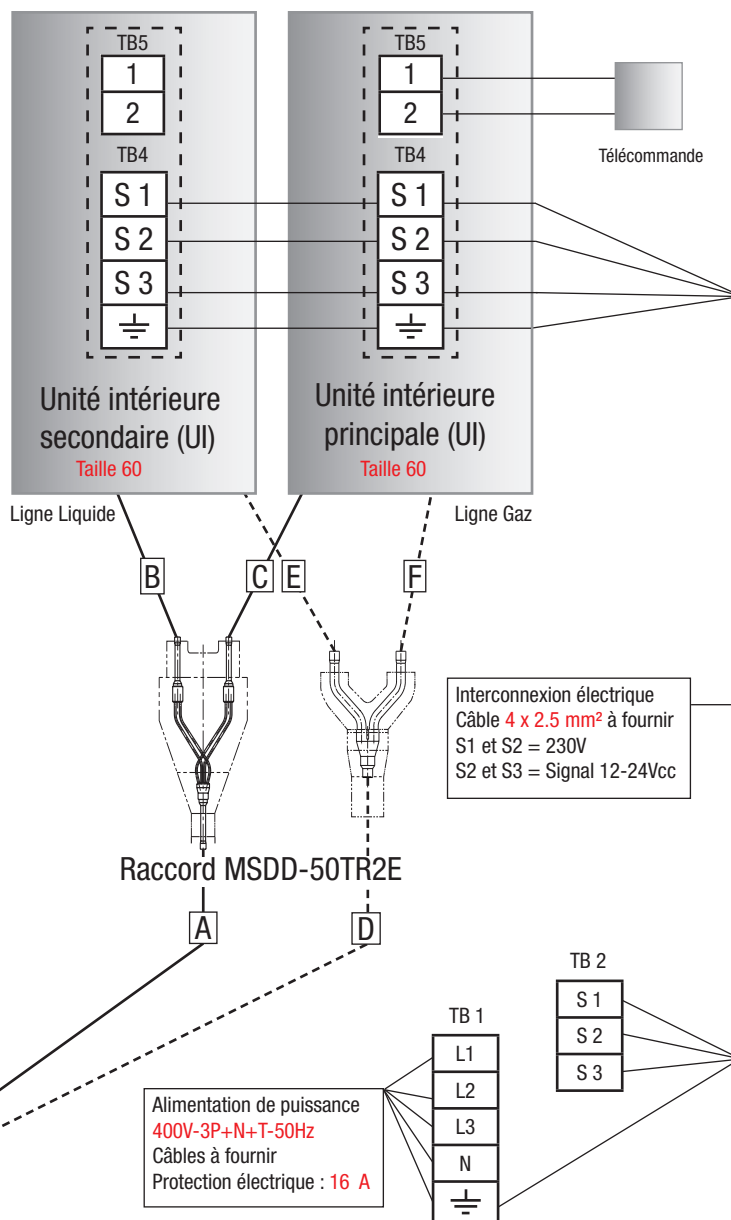 TB5
1
2
TB4
S 1
S 2
S 3
Unité intérieure
secondaire (UI)
Taille 60
TB5
1
2
TB4
S 1
S 2
S 3
Unité intérieure
principale (UI)
Taille 60
Télécommande
Ligne Liquide
Ligne Gaz
B
C
E
F
Interconnexion électrique
Câble 4 x 2.5 mm² à fournir
S1 et S2 = 230V
S2 et S3 = Signal 12-24Vcc
Raccord MSDD-50TR2E
A
D
TB 2
S 1
S 2
S 3
TB 1
L1
L2
L3
N
Alimentation de puissance
400V-3P+N+T-50Hz
Câbles à fournir
Protection électrique : 16 A